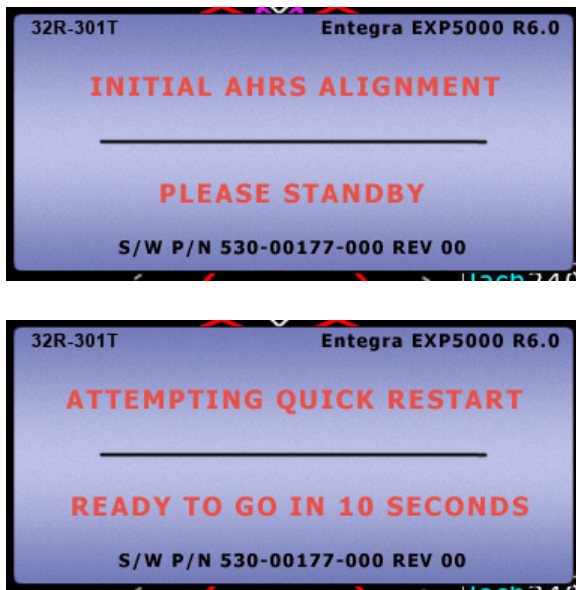 32R-301T Entegra EXP5000 R6.0
INITIAL AHRS ALIGNMENT
PLEASE STANDBY
S/W P/N 530-00177-000 REV 00
32R-301T Entegra EXP5000 R6.0
ATTEMPTING QUICK RESTART
READY TO GO IN 10 SECONDS
S/W P/N 530-00177-000 REV 00